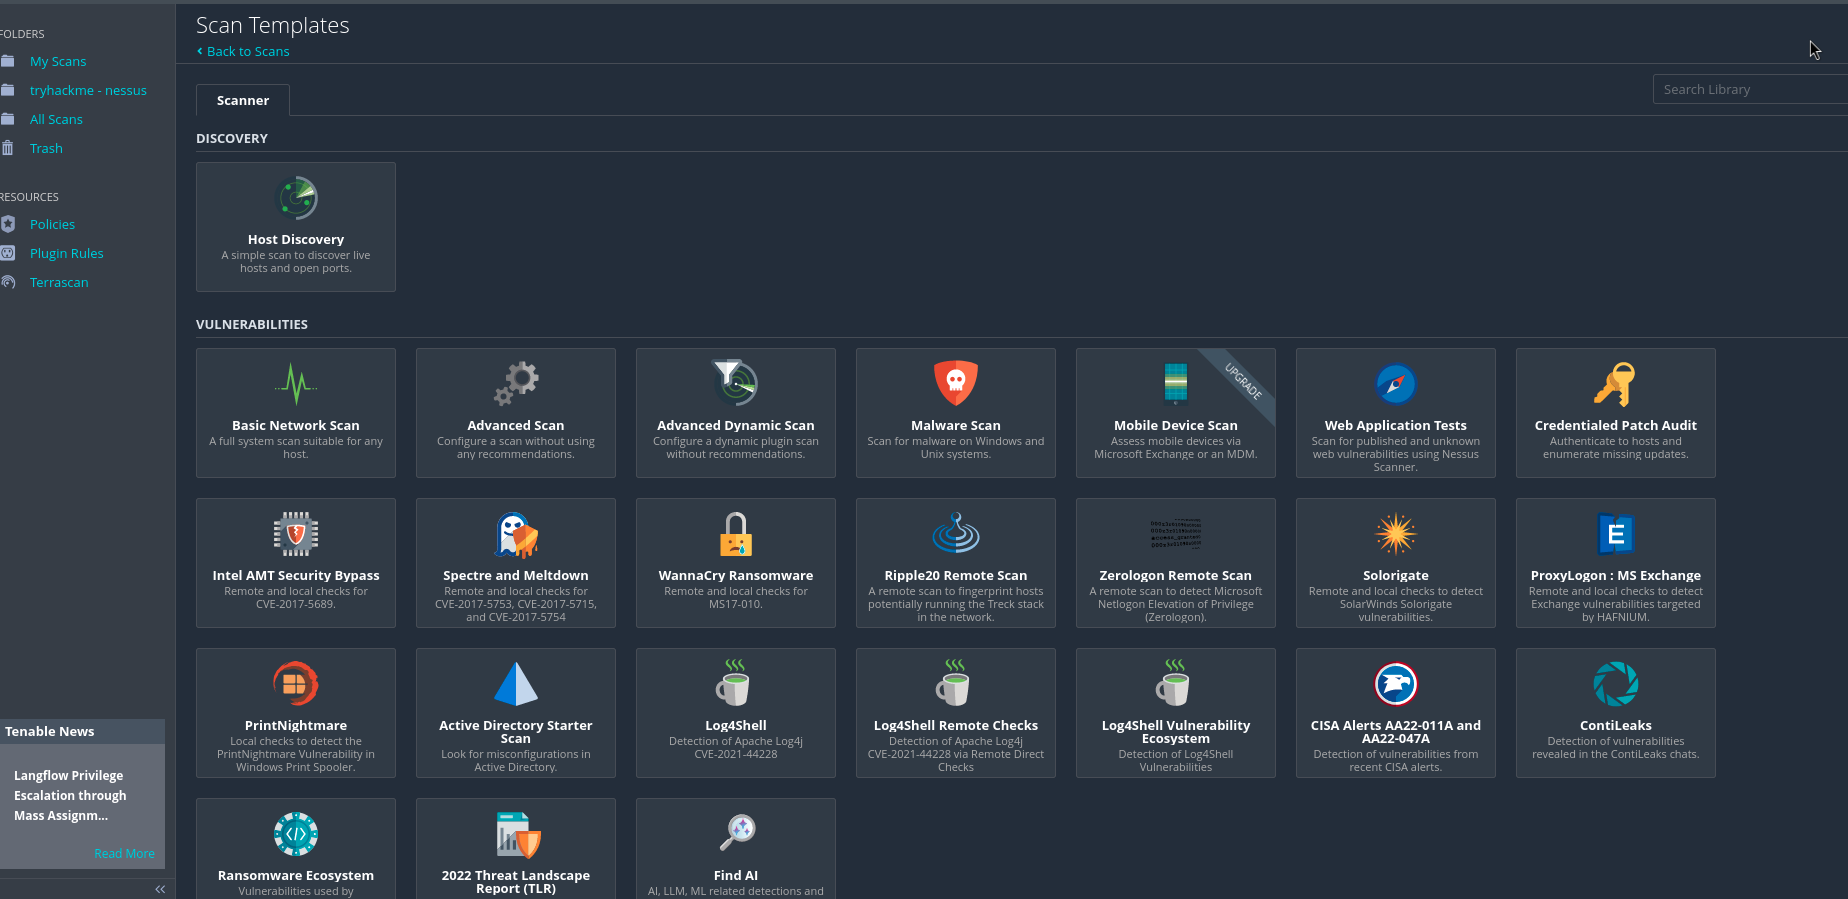 FOLDERS
My Scans
tryhackme - nessus
All Scans
Trash
RESOURCES
Policies
Plugin Rules
Terrascan
Tenable News
Langflow Privilege
Escalation through
Mass Assignm...
Read More
Scan Templates
Back to Scans
Scanner
Search Library
DISCOVERY
Host Discovery
A simple scan to discover live
hosts and open ports.
VULNERABILITIES
Basic Network Scan
A full system scan suitable for any
host.
Advanced Scan
Configure a scan without using
any recommendations.
Advanced Dynamic Scan
Configure a dynamic plugin scan
without recommendations.
Malware Scan
Scan for malware on Windows and
Unix systems.
UPGRADE
Mobile Device Scan
Assess mobile devices via
Microsoft Exchange or an MDM.
Web Application Tests
Scan for published and unknown
web vulnerabilities using Nessus
Scanner.
Credentialed Patch Audit
Authenticate to hosts and
enumerate missing updates.
Intel AMT Security Bypass
Remote and local checks for
CVE-2017-5689.
Spectre and Meltdown
Remote and local checks for
CVE-2017-5753, CVE-2017-5715,
and CVE-2017-5754
WannaCry Ransomware
Remote and local checks for
MS17-010.
Ripple20 Remote Scan
A remote scan to fingerprint hosts
potentially running the Treck stack
in the network.
Zerologon Remote Scan
A remote scan to detect Microsoft
Netlogon Elevation of Privilege
(Zerologon).
Solorigate
Remote and local checks to detect
SolarWinds Solorigate
vulnerabilities.
E
ProxyLogon : MS Exchange
Remote and local checks to detect
Exchange vulnerabilities targeted
by HAFNIUM.
PrintNightmare
Local checks to detect the
PrintNightmare Vulnerability in
Windows Print Spooler.
Active Directory Starter
Scan
Look for misconfigurations in
Active Directory.
Log4Shell
Detection of Apache Log4j
CVE-2021-44228
Log4Shell Remote Checks
Detection of Apache Log4j
CVE-2021-44228 via Remote Direct
Checks
Log4Shell Vulnerability
Ecosystem
Detection of Log4Shell
Vulnerabilities
CISA Alerts AA22-011A and
AA22-047A
Detection of vulnerabilities from
recent CISA alerts.
ContiLeaks
Detection of vulnerabilities
revealed in the ContiLeaks chats.
Ransomware Ecosystem
Vulnerabilities used by
2022 Threat Landscape
Report (TLR)
Find AI
AI, LLM, ML related detections and